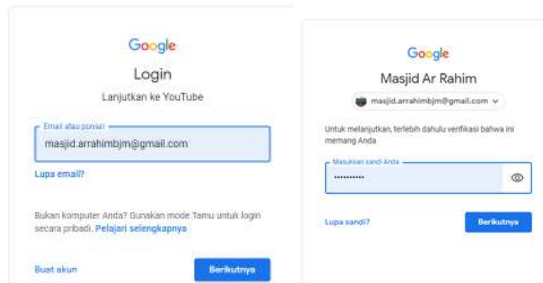 Google
Login
Lanjutkan ke YouTube
Email atau ponsel
masjid.arrahimbjm@gmail.com
Lupa email?
Bukan komputer Anda? Gunakan mode Tamu untuk login
secara pribadi. Pelajari selengkapnya
Buat akun
Berikutnya
Google
Masjid Ar Rahim
masjid.arrahimbjm@gmail.com
Untuk melanjutkan, terlebih dahulu verifikasi bahwa ini
memang Anda
Masukkan sandi Anda
••••••••••
Lupa sandi?
Berikutnya